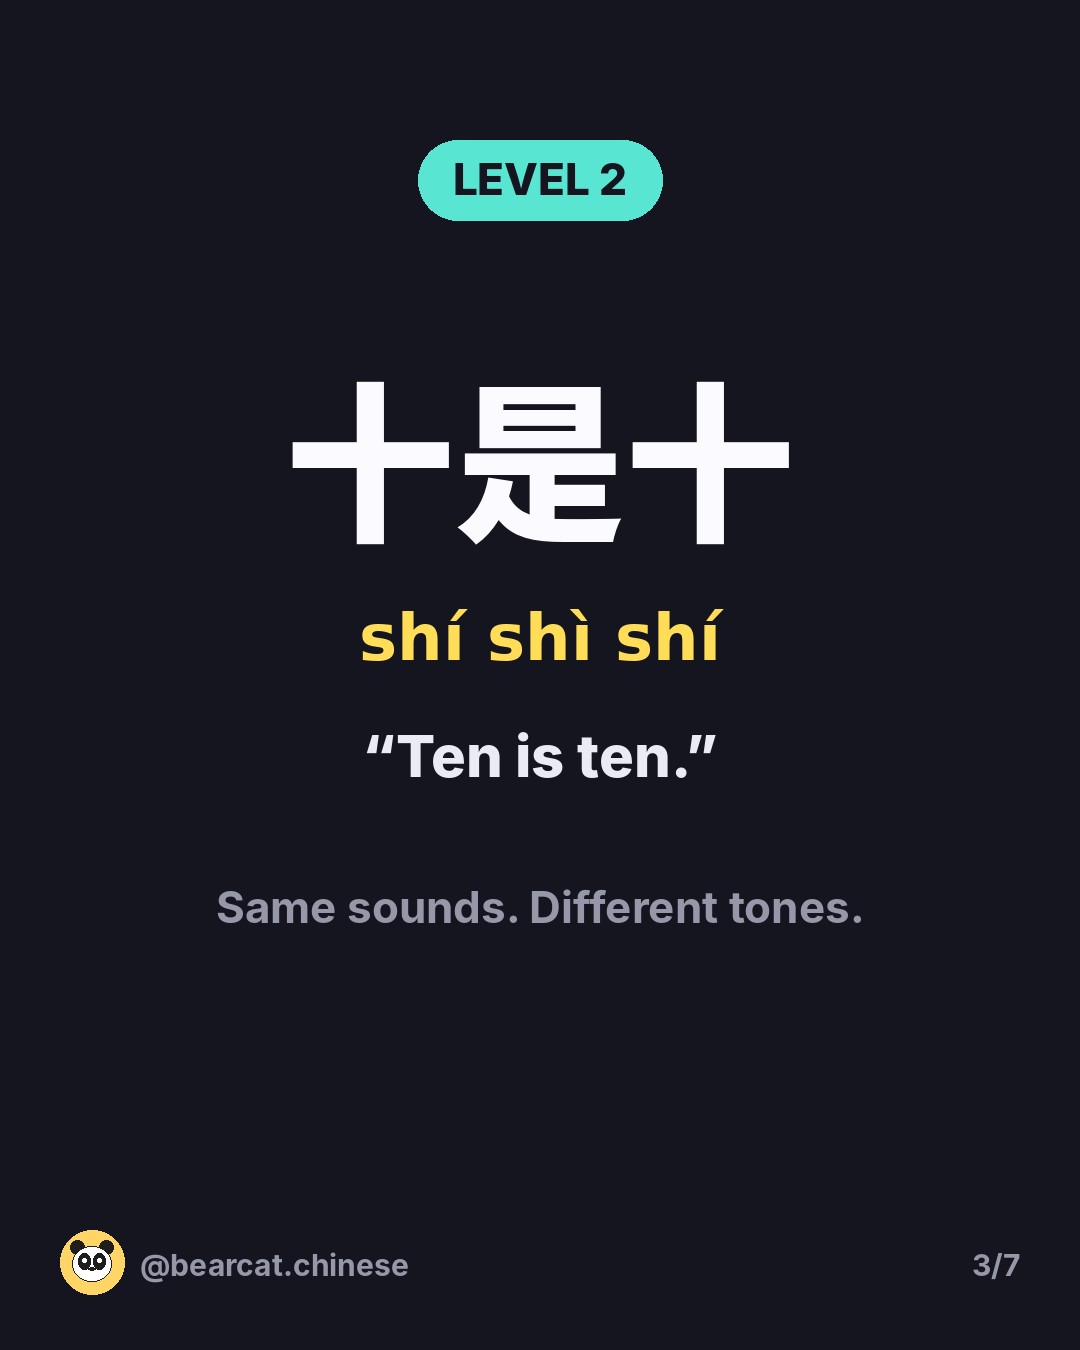 LEVEL 2
十是十
shí shì shí
“Ten is ten.”
Same sounds. Different tones.
@bearcat.chinese
3/7